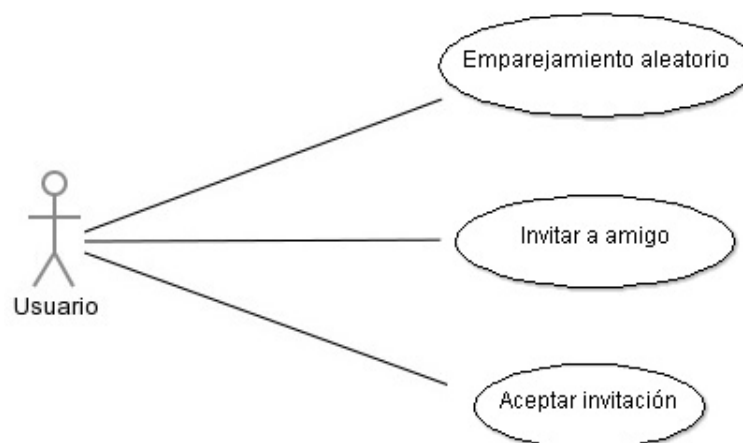 Emparejamiento aleatorio
Invitar a amigo
Usuario
Aceptar invitación